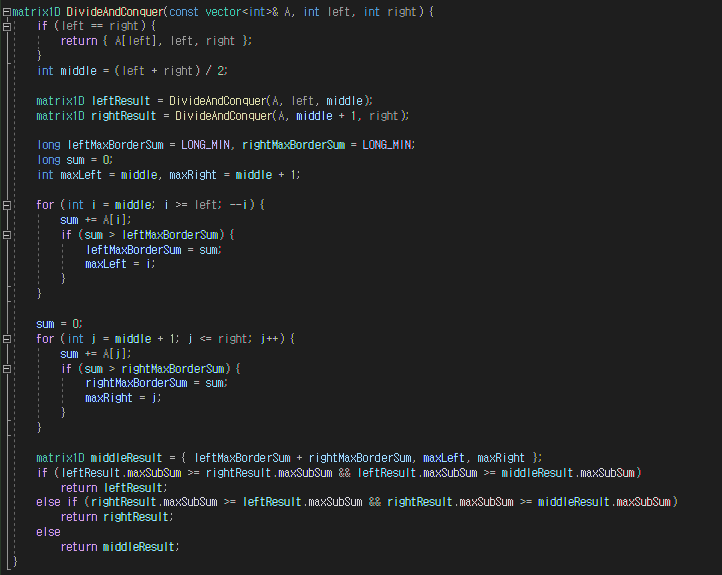 matrix1D DivideAndConquer(const vector<int>& A, int left, int right) {
if (left == right) {
return { A[left], left, right };
}
int middle = (left + right) / 2;
matrix1D leftResult = DivideAndConquer(A, left, middle);
matrix1D rightResult = DivideAndConquer(A, middle + 1, right);
long leftMaxBorderSum = LONG_MIN, rightMaxBorderSum = LONG_MIN;
long sum = 0;
int maxLeft = middle, maxRight = middle + 1;
for (int i = middle; i >= left; --i) {
sum += A[i];
if (sum > leftMaxBorderSum) {
leftMaxBorderSum = sum;
maxLeft = i;
}
}
sum = 0;
for (int j = middle + 1; j <= right; j++) {
sum += A[j];
if (sum > rightMaxBorderSum) {
rightMaxBorderSum = sum;
maxRight = j;
}
}
matrix1D middleResult = { leftMaxBorderSum + rightMaxBorderSum, maxLeft, maxRight };
if (leftResult.maxSubSum >= rightResult.maxSubSum && leftResult.maxSubSum >= middleResult.maxSubSum)
return leftResult;
else if (rightResult.maxSubSum >= leftResult.maxSubSum && rightResult.maxSubSum >= middleResult.maxSubSum)
return rightResult;
else
return middleResult;
}